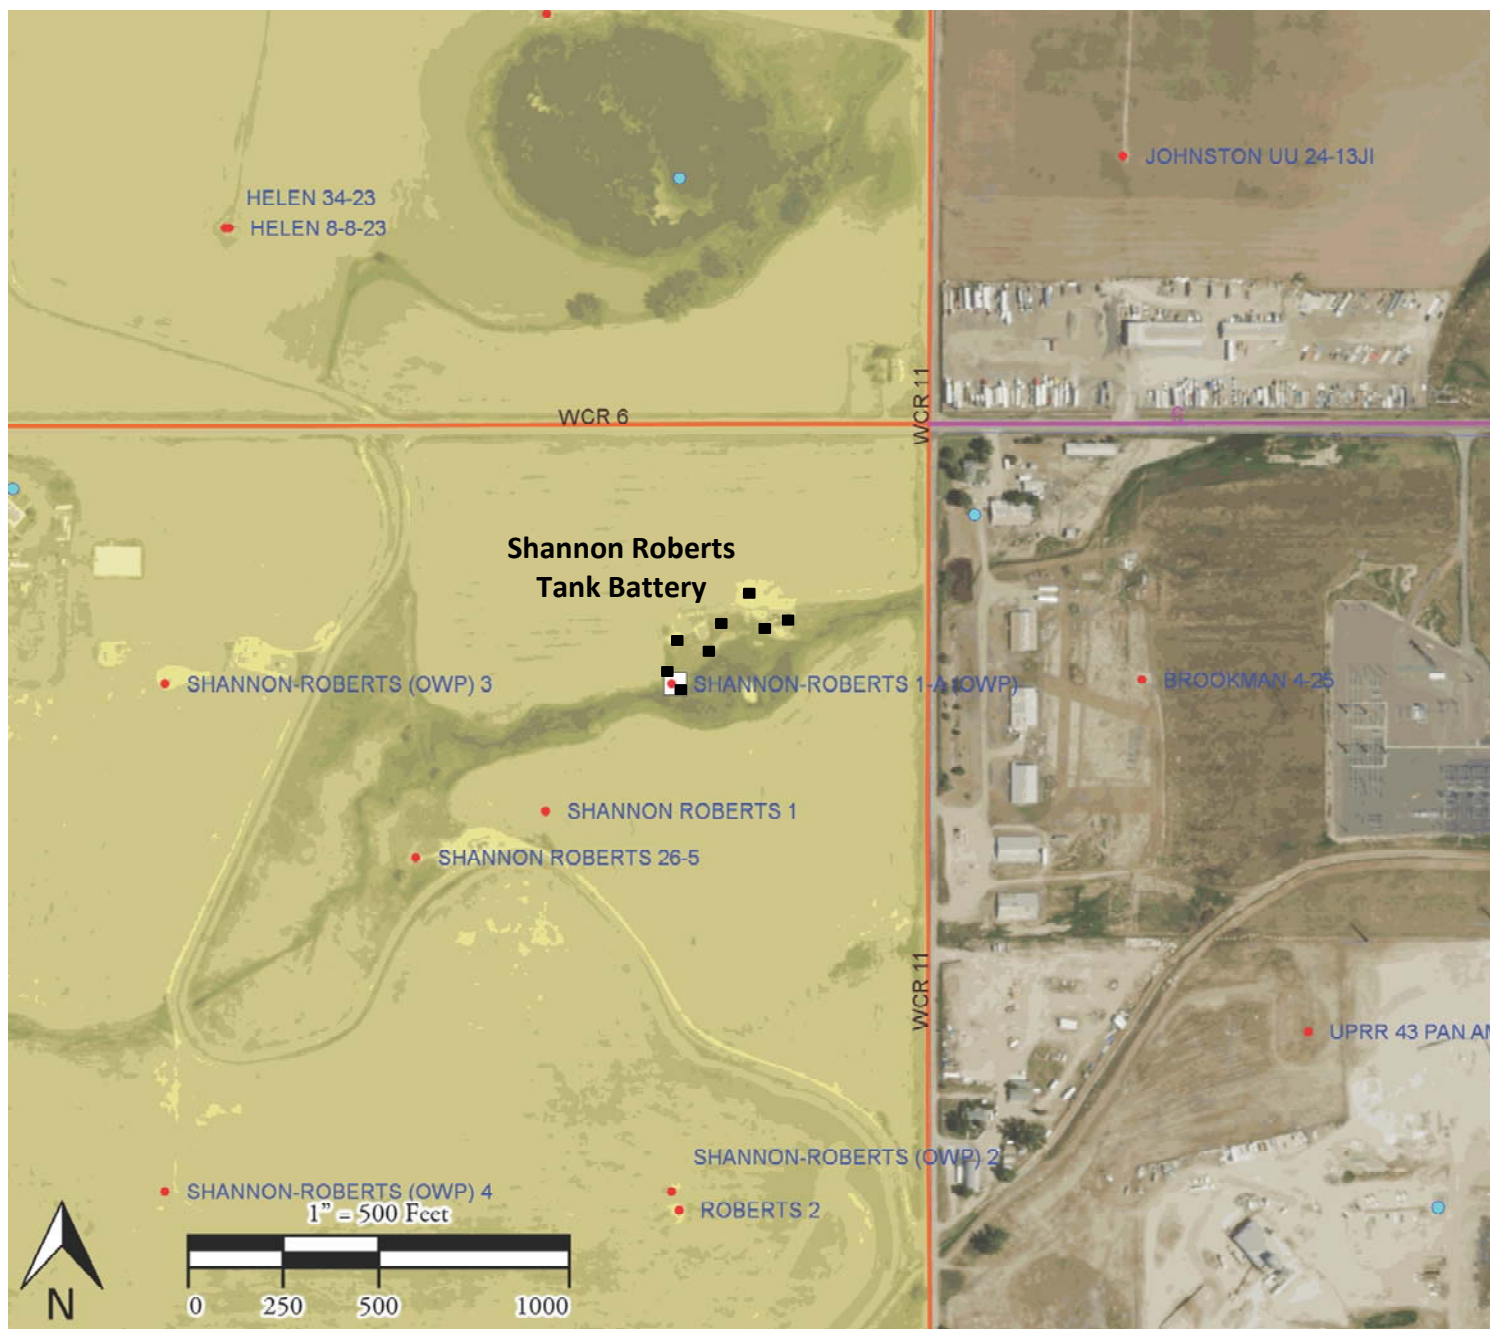 JOHNSTON UU 24-13JI
HELEN 34-23
HELEN 8-8-23
WCR 11
WCR 6
6
Shannon Roberts
Tank Battery
SHANNON-ROBERTS (OWP) 3
SHANNON-ROBERTS 1-A (OWP)
BROOKMAN 4-25
SHANNON ROBERTS 1
SHANNON ROBERTS 26-5
WCR 11
UPRR 43 PAN AM
SHANNON-ROBERTS (OWP) 2
SHANNON-ROBERTS (OWP) 4
ROBERTS 2
1" = 500 Feet
0 250 500 1000
N